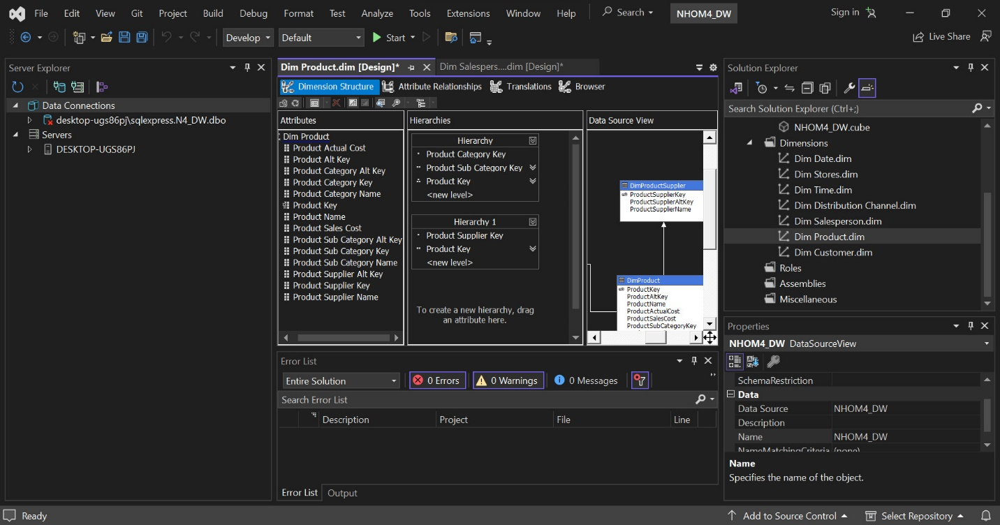 File Edit View Git Project Build Debug Format Test Analyze Tools Extensions Window Help Search NHOM4_DW Sign in
Develop Default Start Live Share
Server Explorer
Data Connections
desktop-ugs86pj\sqlexpress.N4_DW.dbo
Servers
DESKTOP-UGS86PJ
Dim Product.dim [Design]* Dim Salespers....dim [Design]*
Dimension Structure Attribute Relationships Translations Browser
Attributes
Dim Product
Product Actual Cost
Product Alt Key
Product Category Alt Key
Product Category Key
Product Category Name
Product Key
Product Name
Product Sales Cost
Product Sub Category Alt Key
Product Sub Category Key
Product Sub Category Name
Product Supplier Alt Key
Product Supplier Key
Product Supplier Name
Hierarchies
Hierarchy
Product Category Key
Product Sub Category Key
Product Key
<new level>
Hierarchy 1
Product Supplier Key
Product Key
<new level>
To create a new hierarchy, drag
an attribute here.
Data Source View
DimProductSupplier
ProductSupplierKey
ProductSupplierAltKey
ProductSupplierName
DimProduct
ProductKey
ProductAltKey
ProductName
ProductActualCost
ProductSalesCost
ProductSubCategoryKey
Error List
Entire Solution 0 Errors 0 Warnings 0 Messages
Search Error List
Description Project File Line
Error List Output
Solution Explorer
Search Solution Explorer (Ctrl+;)
NHOM4_DW.cube
Dimensions
Dim Date.dim
Dim Stores.dim
Dim Time.dim
Dim Distribution Channel.dim
Dim Salesperson.dim
Dim Product.dim
Dim Customer.dim
Roles
Assemblies
Miscellaneous
Properties
NHOM4_DW DataSourceView
SchemaRestriction
Data
Data Source NHOM4_DW
Description
Name NHOM4_DW
NameMatchingCriteria (none)
Name
Specifies the name of the object.
Ready Add to Source Control Select Repository